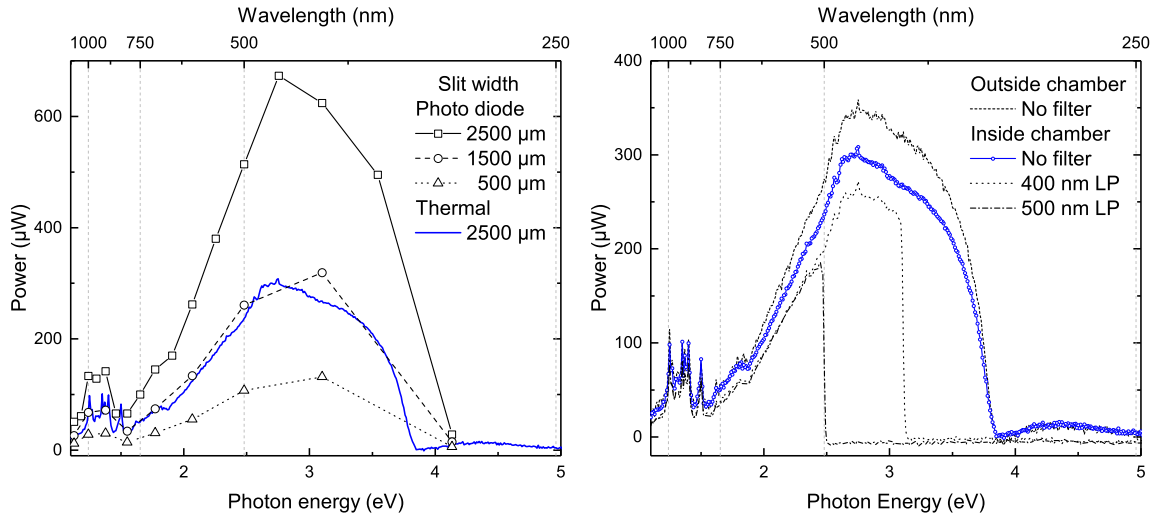 Wavelength (nm)
1000 750 500 250
Power (µW)
600
400
200
0
Slit width
Photo diode
2500 µm
1500 µm
500 µm
Thermal
2500 µm
2 3 4 5
Photon energy (eV)
Wavelength (nm)
1000 750 500 250
Power (µW)
400
300
200
100
0
Outside chamber
No filter
Inside chamber
No filter
400 nm LP
500 nm LP
2 3 4 5
Photon Energy (eV)